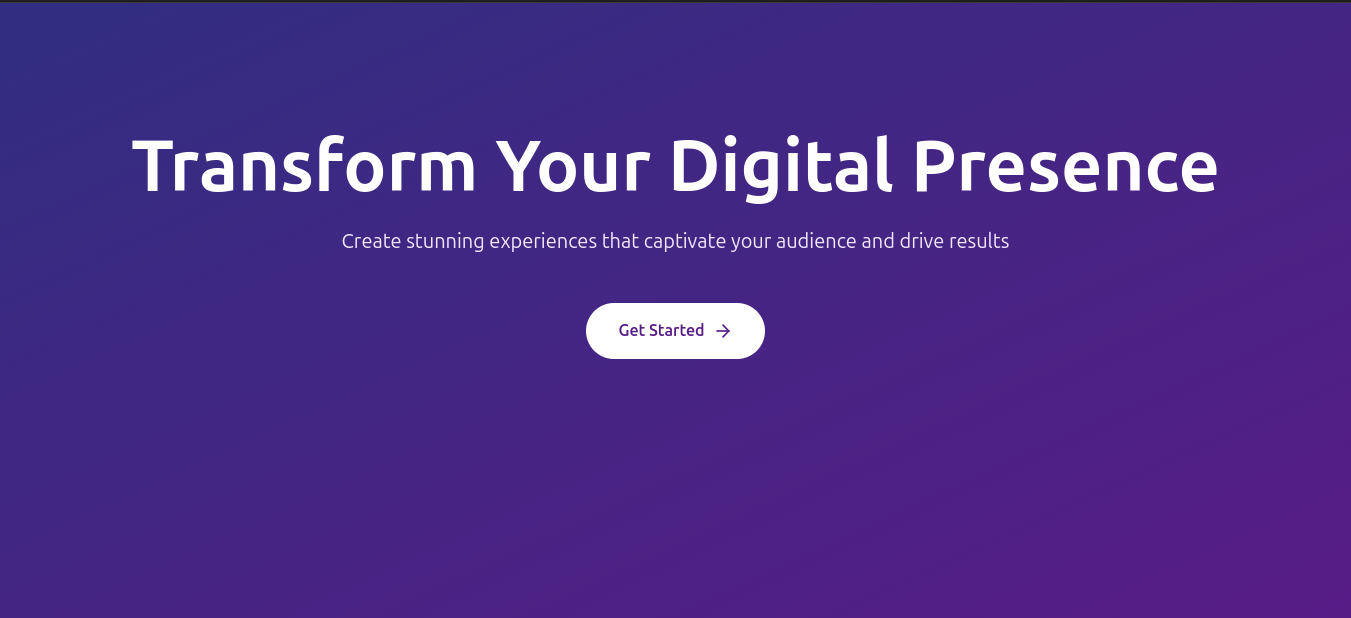 Transform Your Digital Presence
Create stunning experiences that captivate your audience and drive results
Get Started